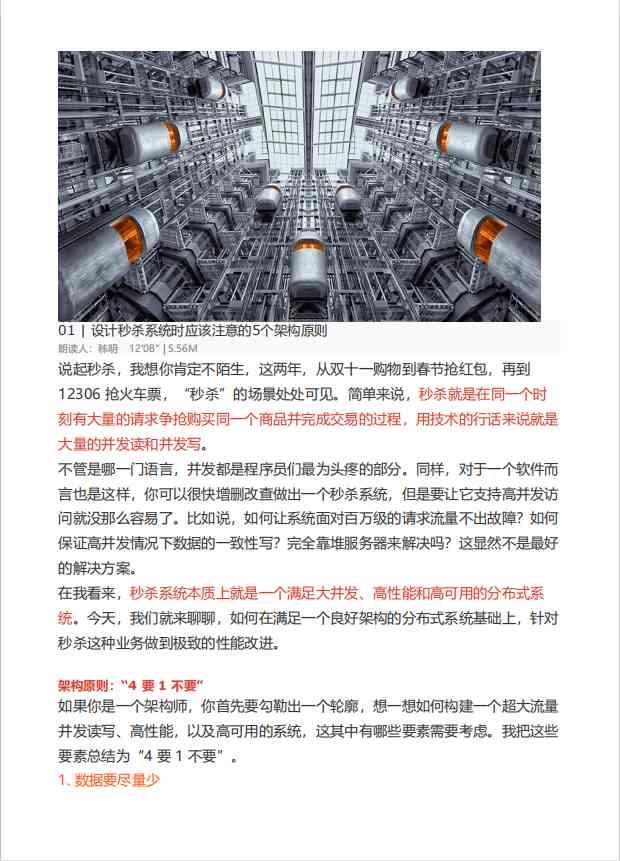 01 | 设计秒杀系统时应该注意的5个架构原则
朗读人：秭明 12'08" | 5.56M
说起秒杀，我想你肯定不陌生，这两年，从双十一购物到春节抢红包，再到
12306 抢火车票，“秒杀”的场景处处可见。简单来说，秒杀就是在同一个时
刻有大量的请求争抢购买同一个商品并完成交易的过程，用技术的行话来说就是
大量的并发读和并发写。
不管是哪一门语言，并发都是程序员们最为头疼的部分。同样，对于一个软件而
言也是这样，你可以很快增删改查做出一个秒杀系统，但是要让它支持高并发访
问就没那么容易了。比如说，如何让系统面对百万级的请求流量不出故障？如何
保证高并发情况下数据的一致性写？完全靠堆服务器来解决吗？这显然不是最好
的解决方案。
在我看来，秒杀系统本质上就是一个满足大并发、高性能和高可用的分布式系
统。今天，我们就来聊聊，如何在满足一个良好架构的分布式系统基础上，针对
秒杀这种业务做到极致的性能改进。
架构原则：“4 要 1 不要”
如果你是一个架构师，你首先要勾勒出一个轮廓，想一想如何构建一个超大流量
并发读写、高性能，以及高可用的系统，这其中有哪些要素需要考虑。我把这些
要素总结为“4 要 1 不要”。
1. 数据要尽量少